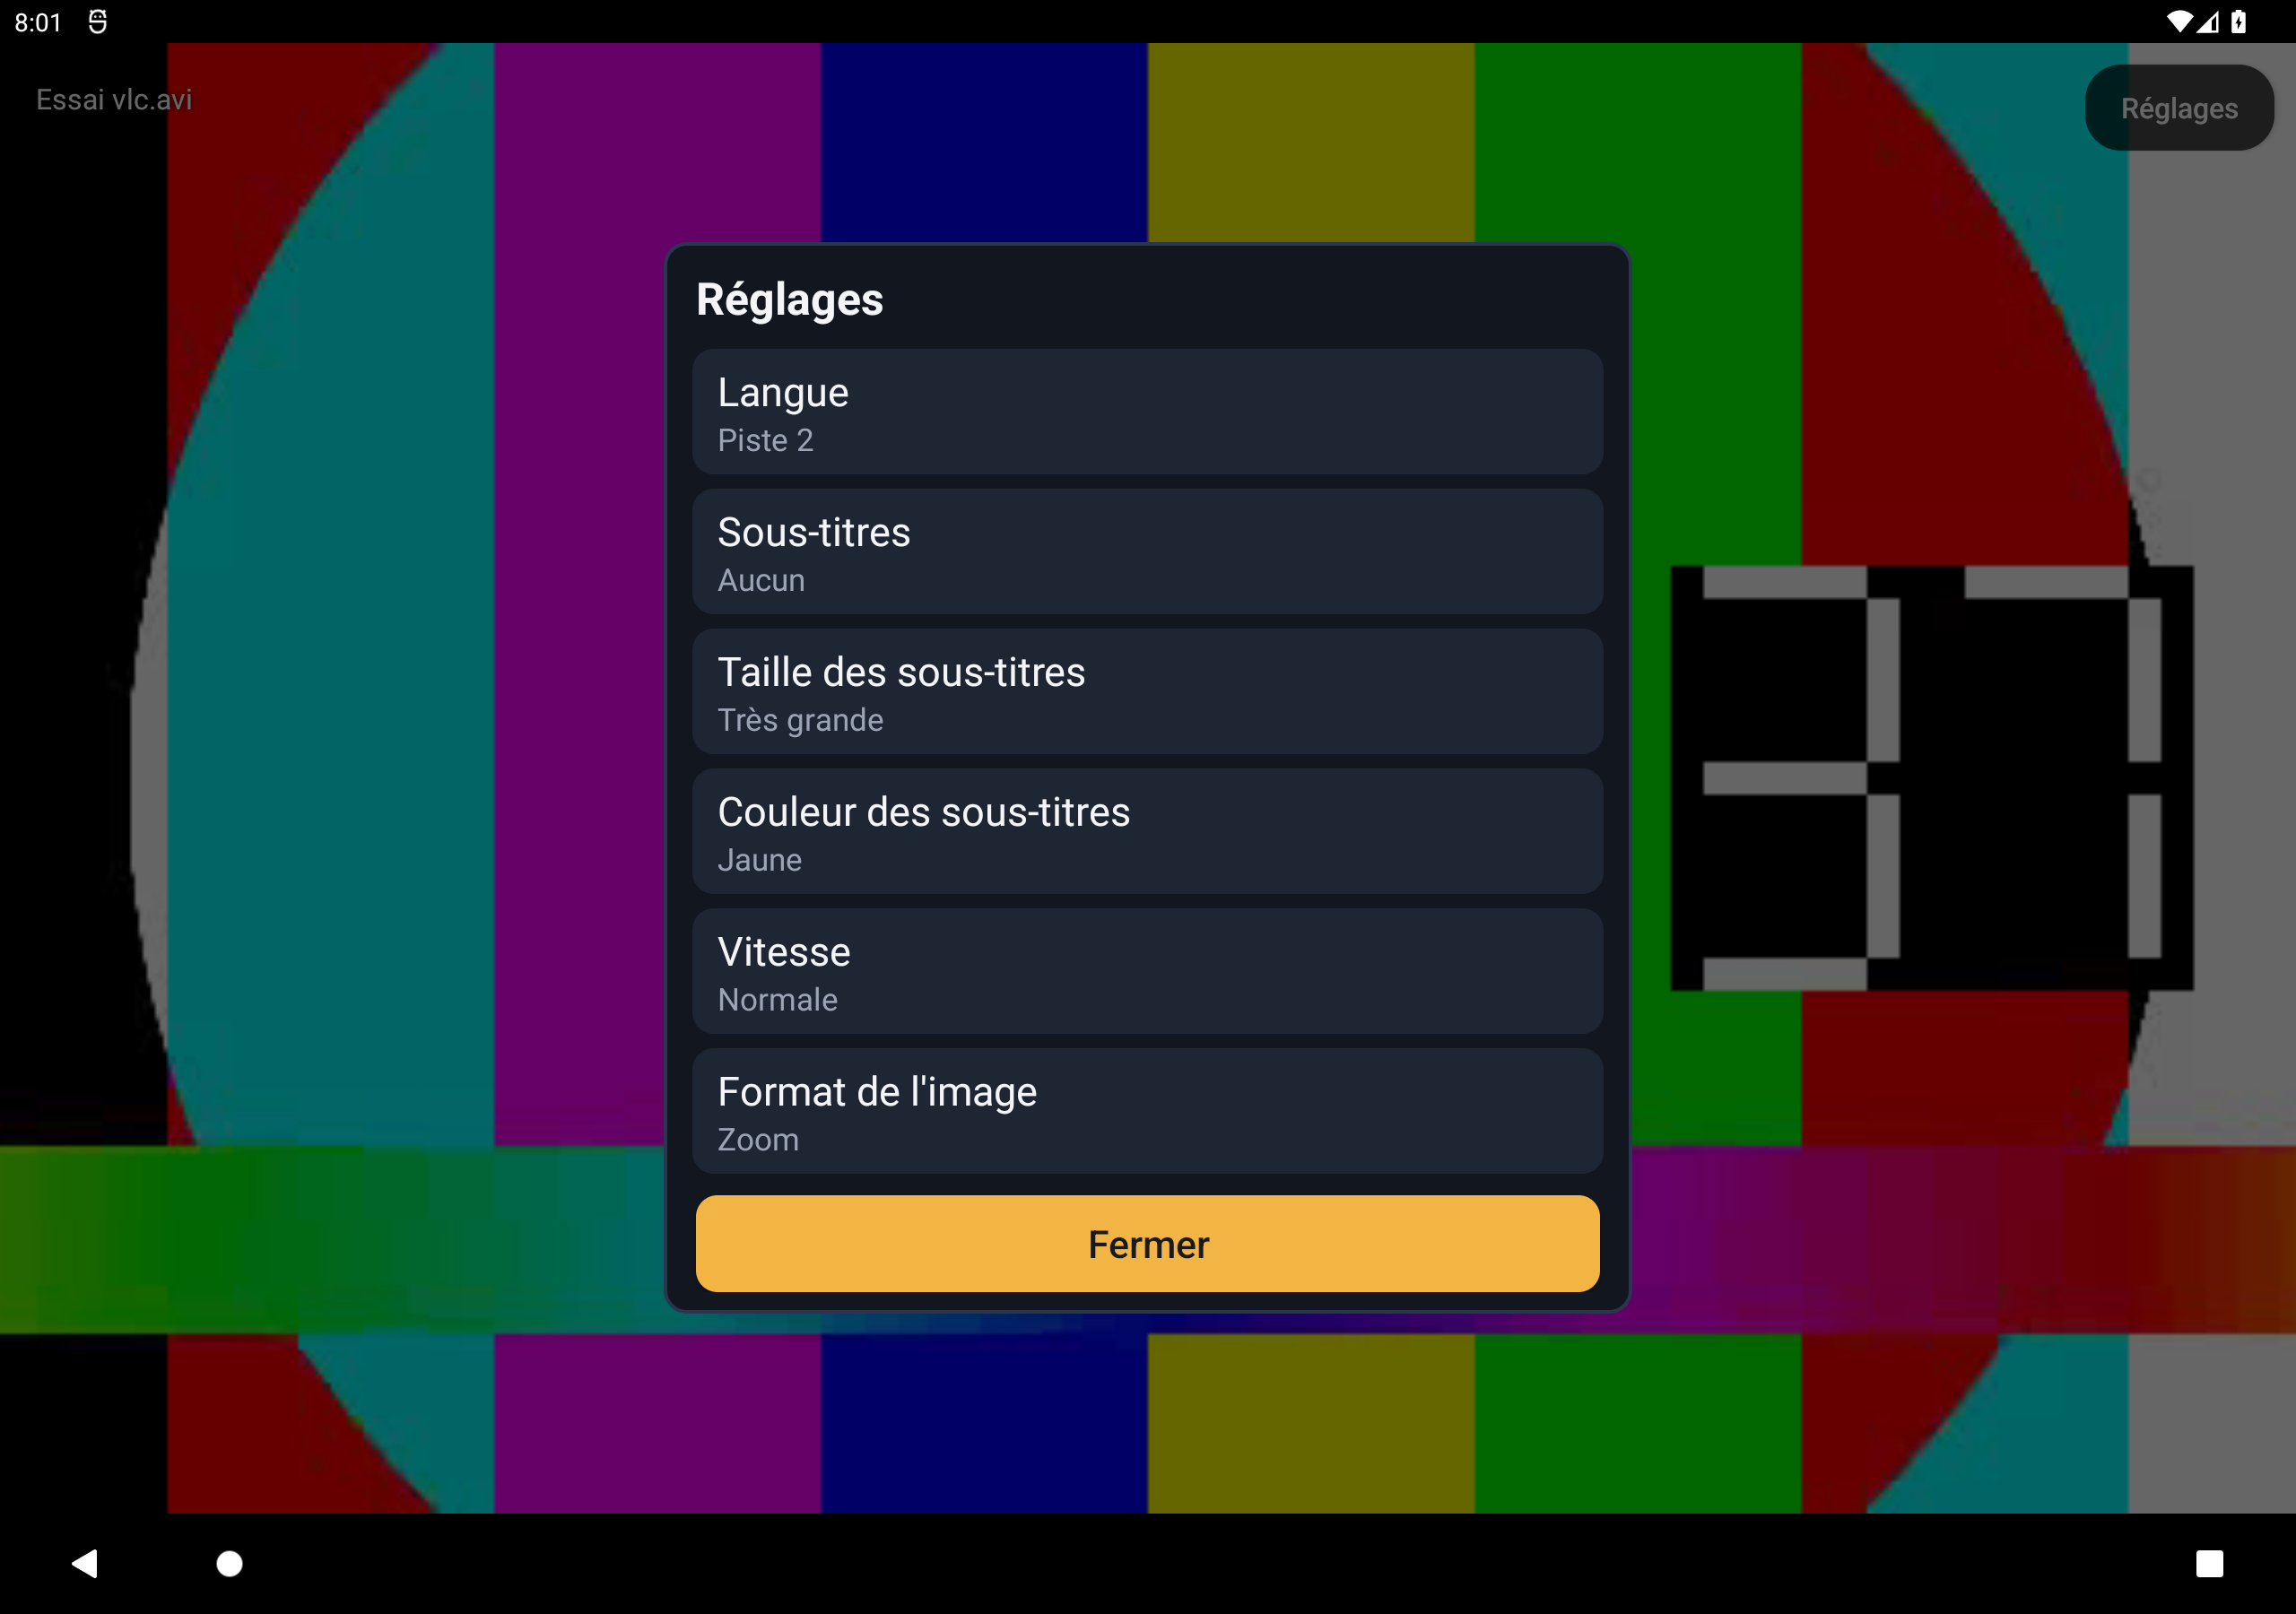 8:01
Essai vlc.avi
Réglages
Réglages
Langue
Piste 2
Sous-titres
Aucun
Taille des sous-titres
Très grande
Couleur des sous-titres
Jaune
Vitesse
Normale
Format de l'image
Zoom
Fermer